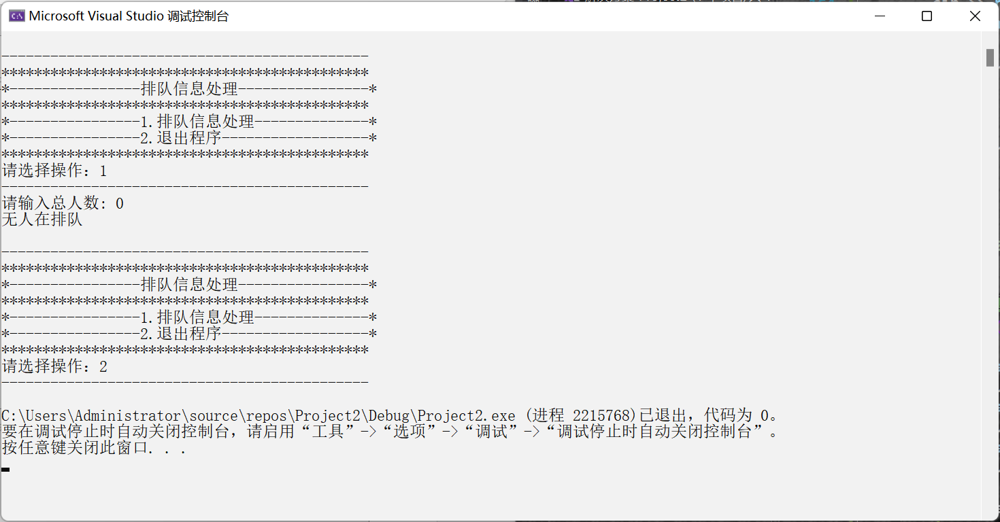 Microsoft Visual Studio 调试控制台
---------------------------------------------
*********************************************
*----------------排队信息处理----------------*
*********************************************
*----------------1.排队信息处理--------------*
*----------------2.退出程序------------------*
*********************************************
请选择操作：1
---------------------------------------------
请输入总人数: 0
无人在排队
---------------------------------------------
*********************************************
*----------------排队信息处理----------------*
*********************************************
*----------------1.排队信息处理--------------*
*----------------2.退出程序------------------*
*********************************************
请选择操作：2
---------------------------------------------
C:\Users\Administrator\source\repos\Project2\Debug\Project2.exe (进程 2215768)已退出，代码为 0。
要在调试停止时自动关闭控制台，请启用“工具”->“选项”->“调试”->“调试停止时自动关闭控制台”。
按任意键关闭此窗口. . .